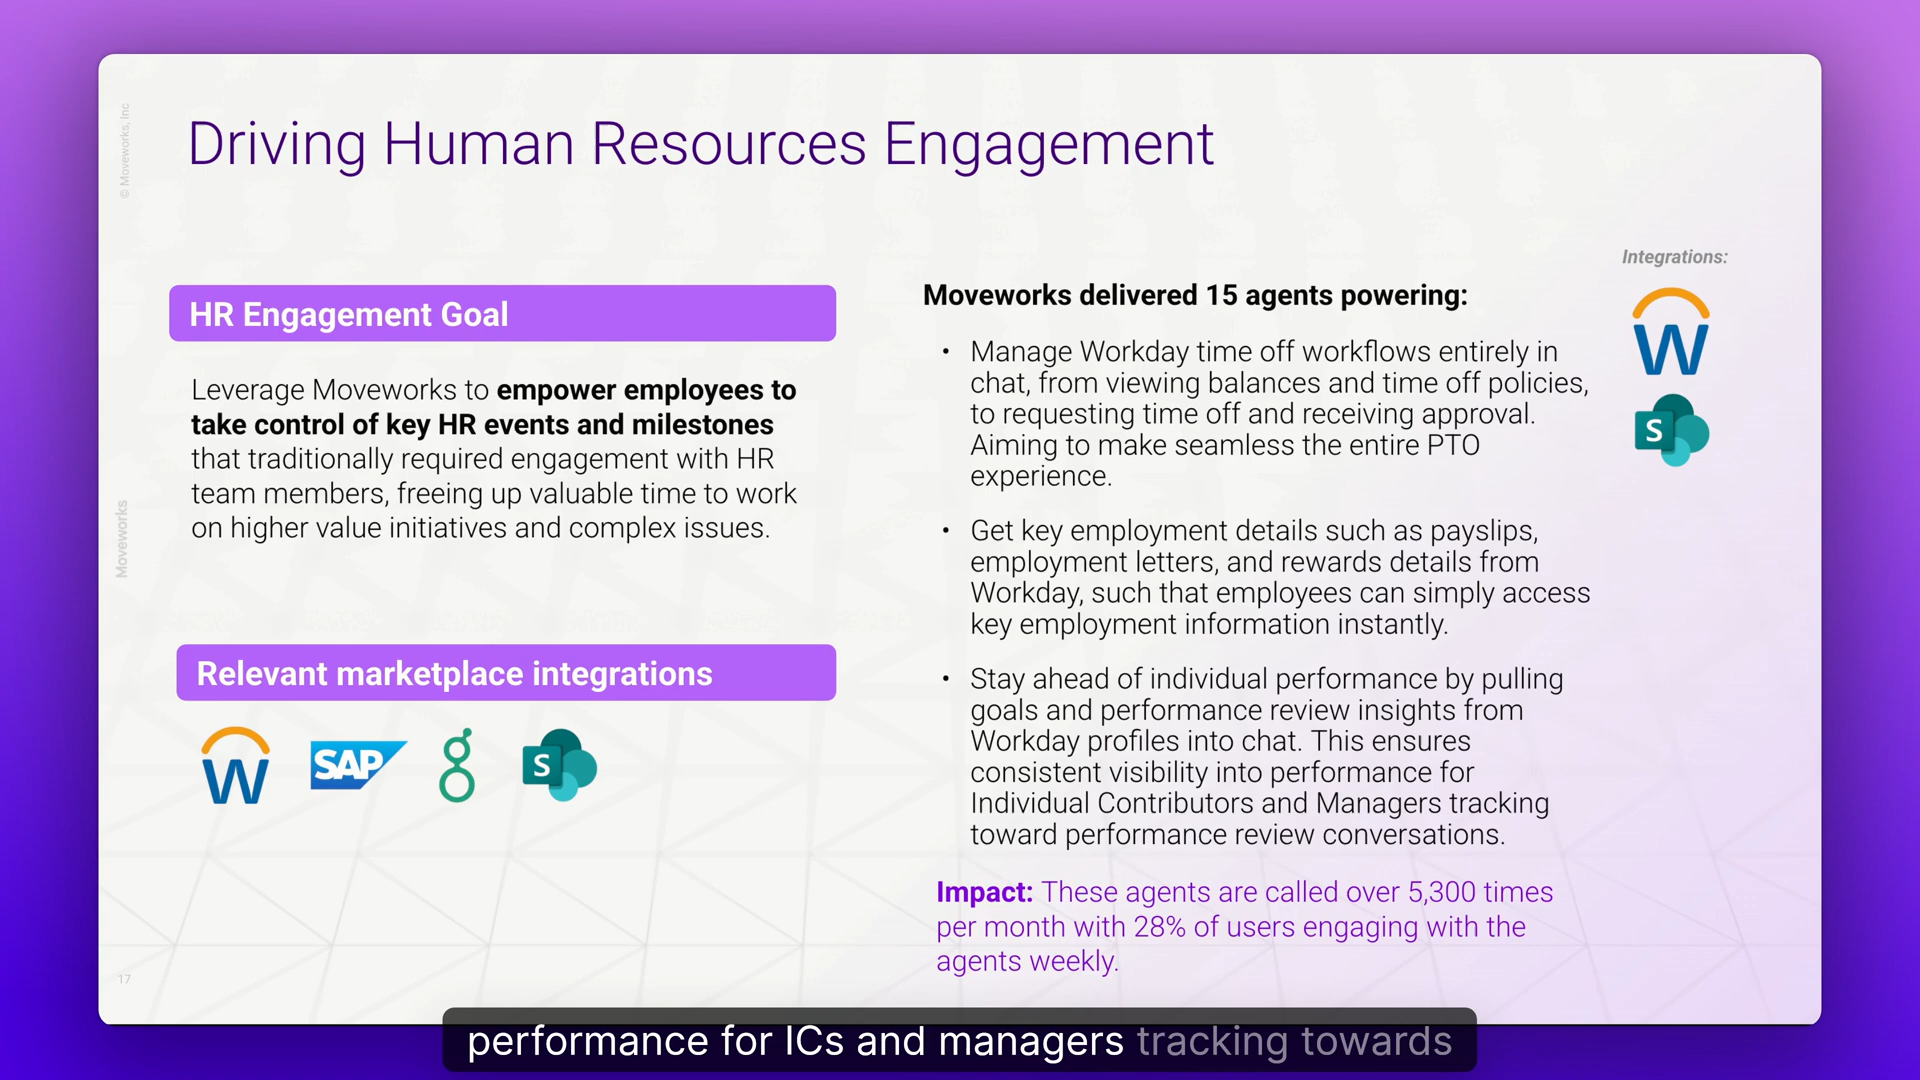 © Moveworks, Inc
Driving Human Resources Engagement
HR Engagement Goal
Leverage Moveworks to empower employees to
take control of key HR events and milestones
that traditionally required engagement with HR
team members, freeing up valuable time to work
on higher value initiatives and complex issues.
Moveworks
Relevant marketplace integrations
W
SAP
S
Moveworks delivered 15 agents powering:
• Manage Workday time off workflows entirely in
chat, from viewing balances and time off policies,
to requesting time off and receiving approval.
Aiming to make seamless the entire PTO
experience.
• Get key employment details such as payslips,
employment letters, and rewards details from
Workday, such that employees can simply access
key employment information instantly.
• Stay ahead of individual performance by pulling
goals and performance review insights from
Workday profiles into chat. This ensures
consistent visibility into performance for
Individual Contributors and Managers tracking
toward performance review conversations.
Impact: These agents are called over 5,300 times
per month with 28% of users engaging with the
agents weekly.
Integrations:
W
S
17
performance for ICs and managers tracking towards